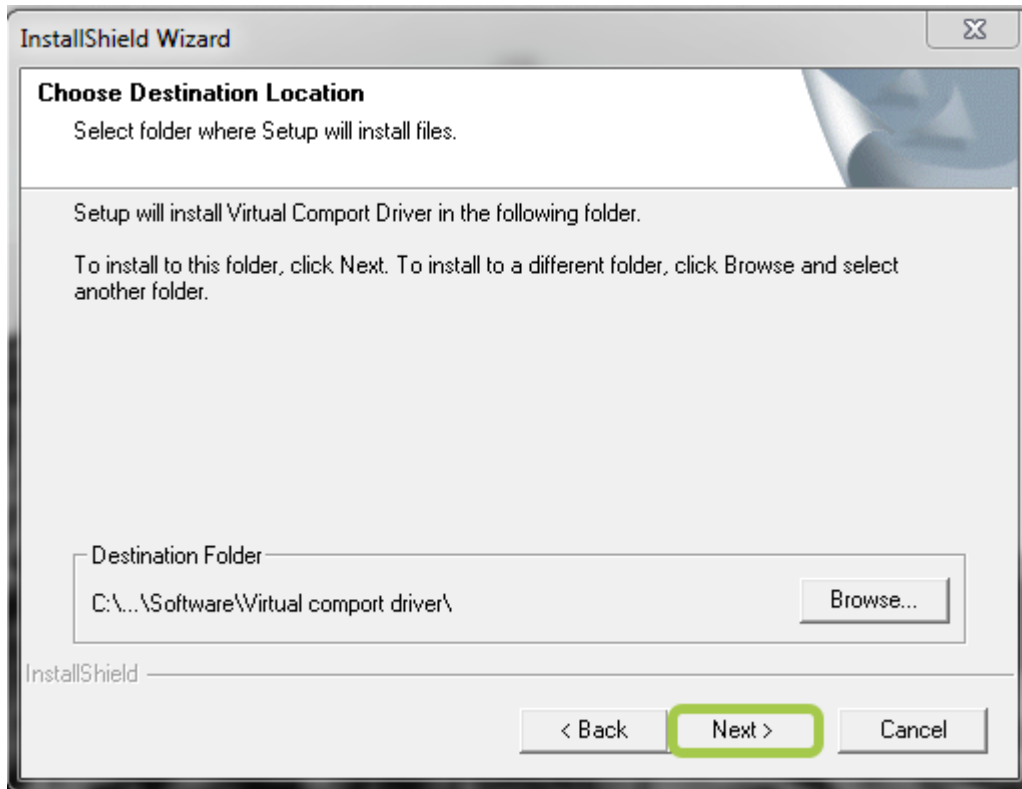 InstallShield Wizard
Choose Destination Location
Select folder where Setup will install files.
Setup will install Virtual Comport Driver in the following folder.
To install to this folder, click Next. To install to a different folder, click Browse and select
another folder.
Destination Folder
C:\...\Software\Virtual comport driver\
Browse...
InstallShield
< Back
Next >
Cancel